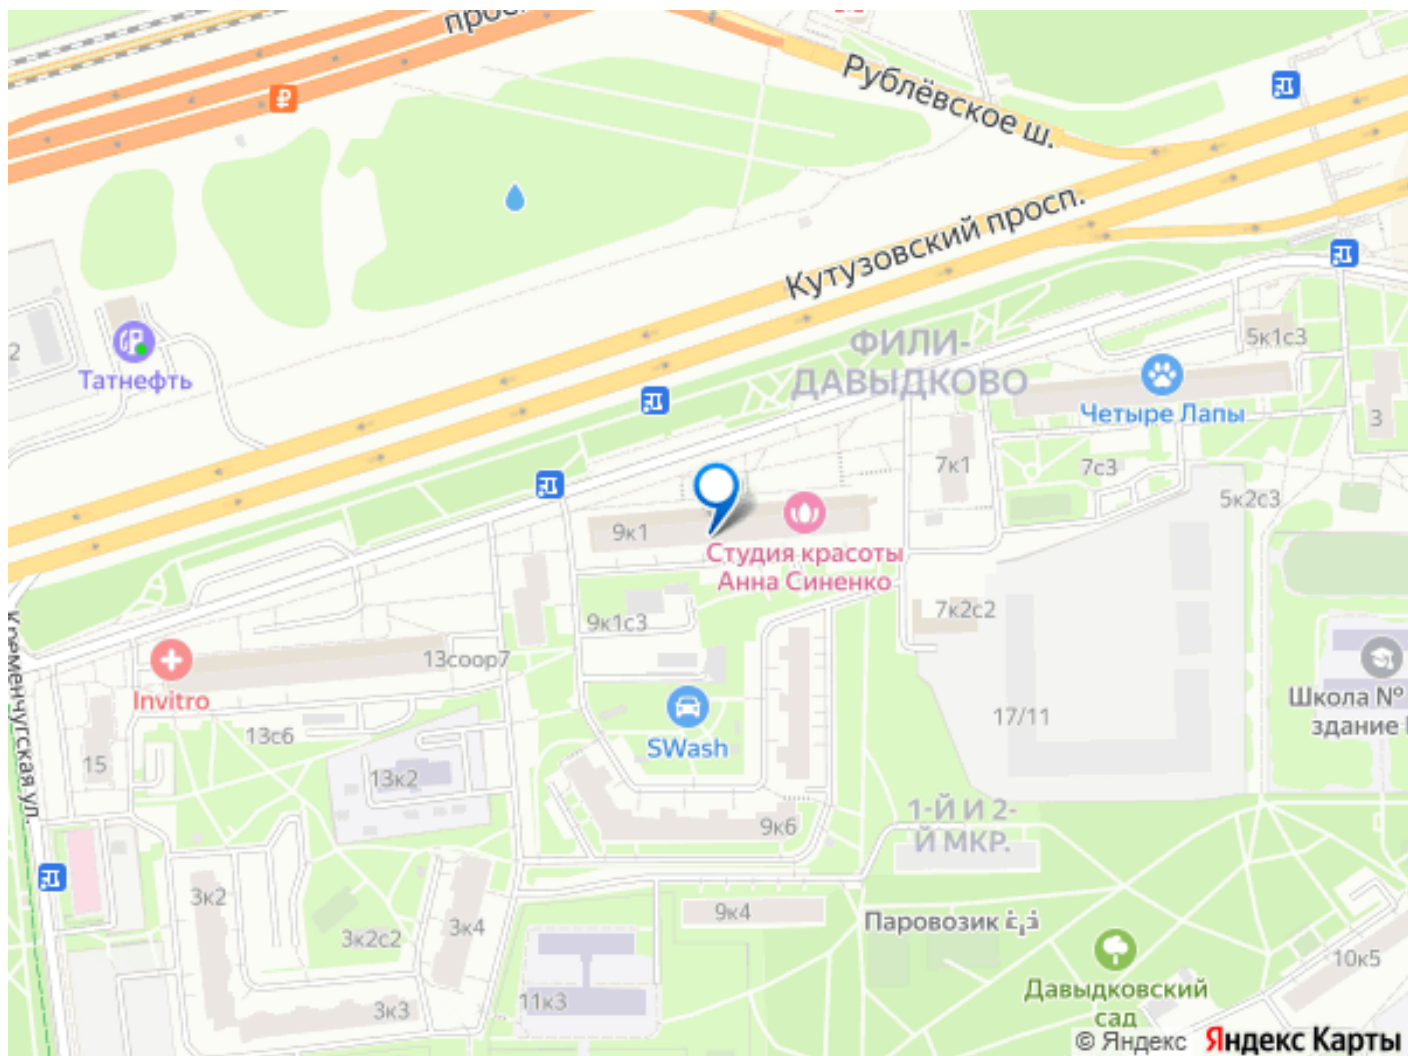 Рублёвское ш.
Кутузовский просп.
ФИЛИ-
ДАВЫДКОВО
5к1с3
2
Татнефть
Четыре Лапы
3
7к1
7с3
5к2с3
9к1
Студия красоты
Анна Синенко
9к1с3
7к2с2
13соор7
Invitro
Кременчугская ул.
Школа №
здание
17/11
13с6
SWash
15
13к2
1-Й И 2-
Й МКР.
9к6
3к2
9к4
Паровозик
3к4
3к2с2
10к5
Давыдковский
сад
11к3
3к3
© Яндекс Яндекс Карты